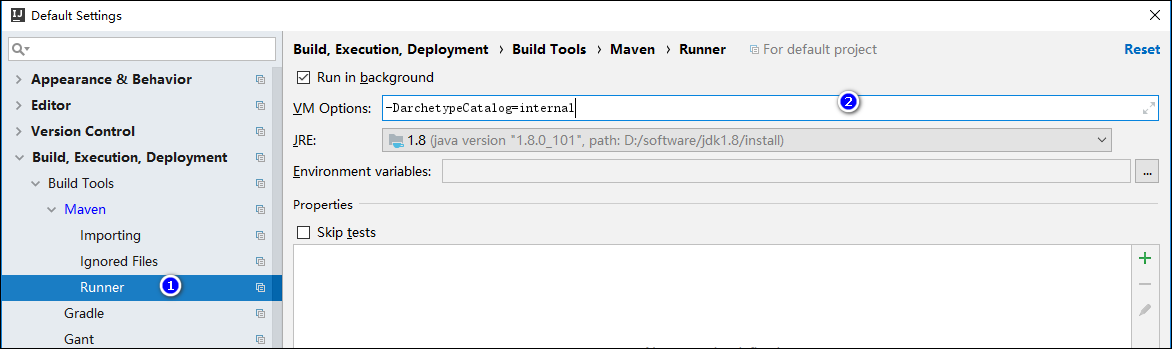 Default Settings
Build, Execution, Deployment › Build Tools › Maven › Runner For default project Reset
Appearance & Behavior
Editor
Version Control
Build, Execution, Deployment
Build Tools
Maven
Importing
Ignored Files
Runner 1
Gradle
Gant
Run in background
VM Options: -DarchetypeCatalog=internal 2
JRE: 1.8 (java version "1.8.0_101", path: D:/software/jdk1.8/install)
Environment variables: ...
Properties
Skip tests